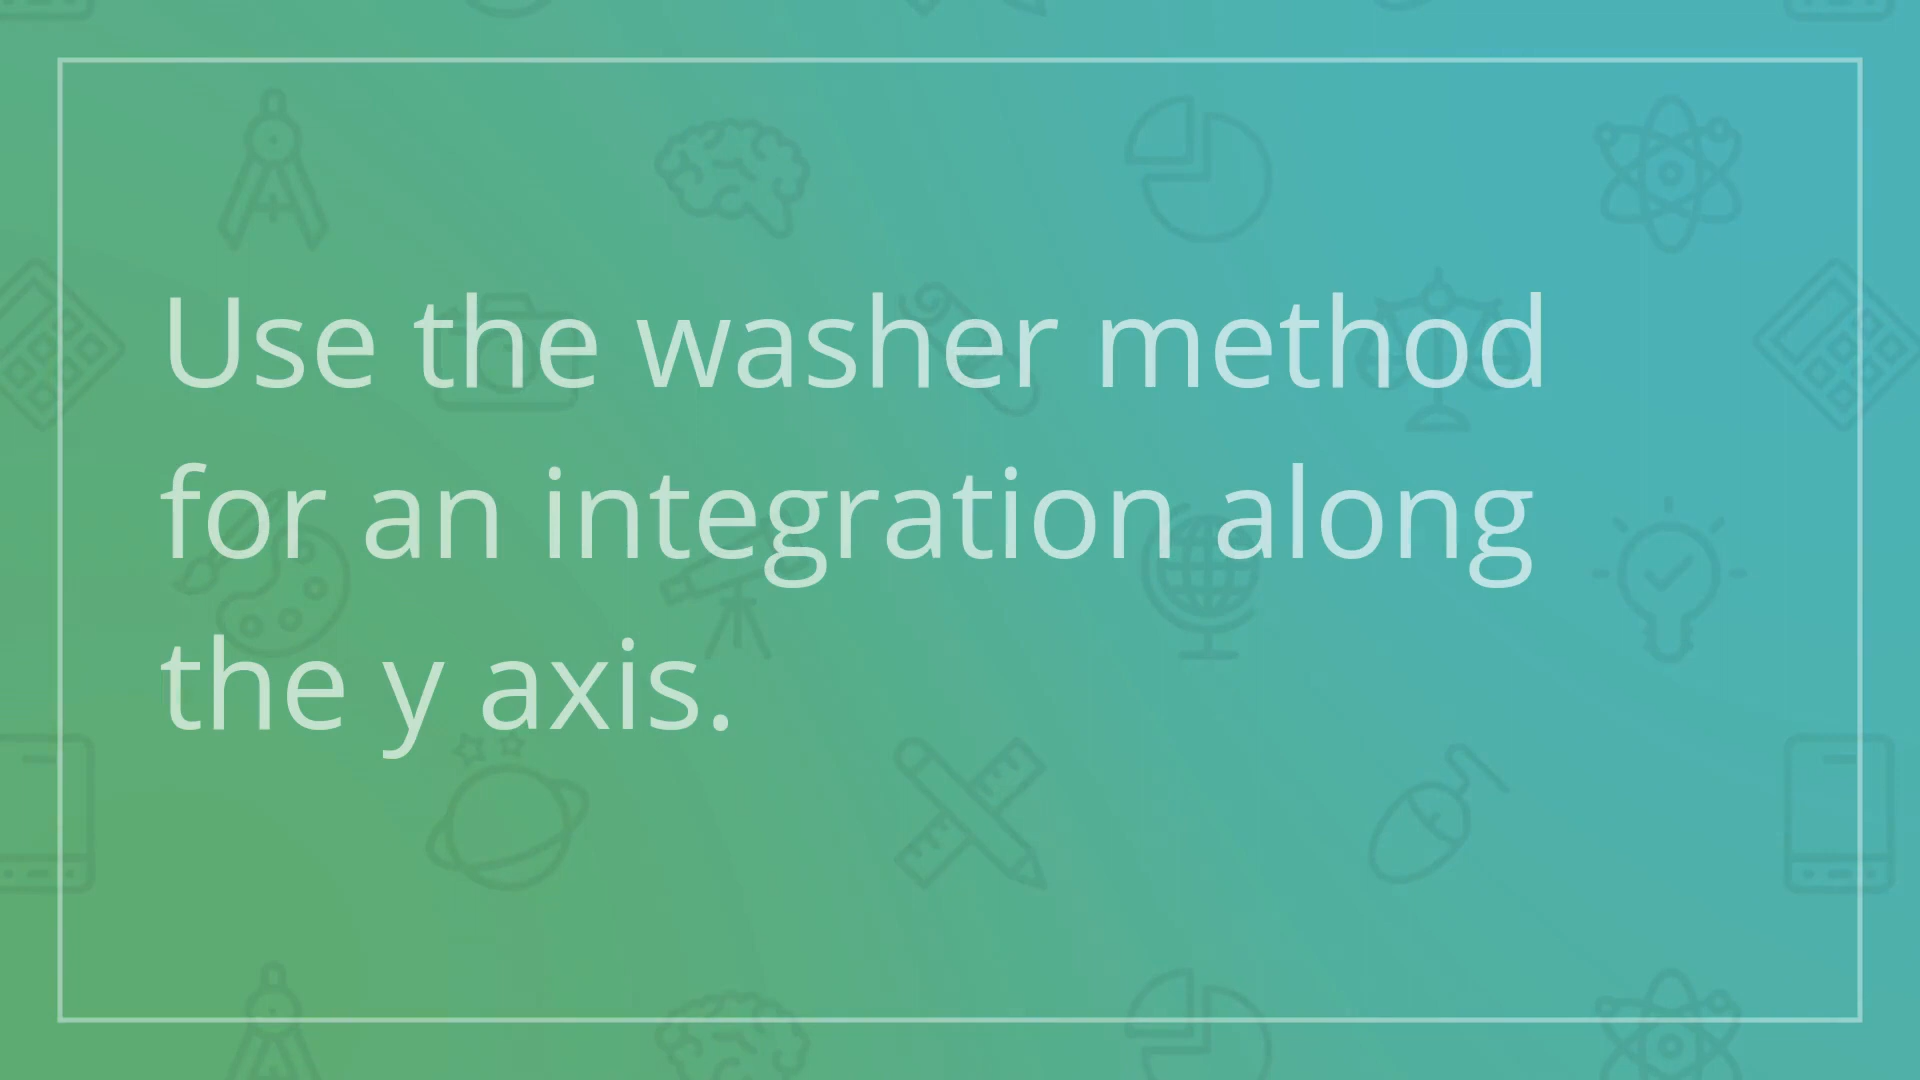 Use the washer method
for an integration along
the y axis.